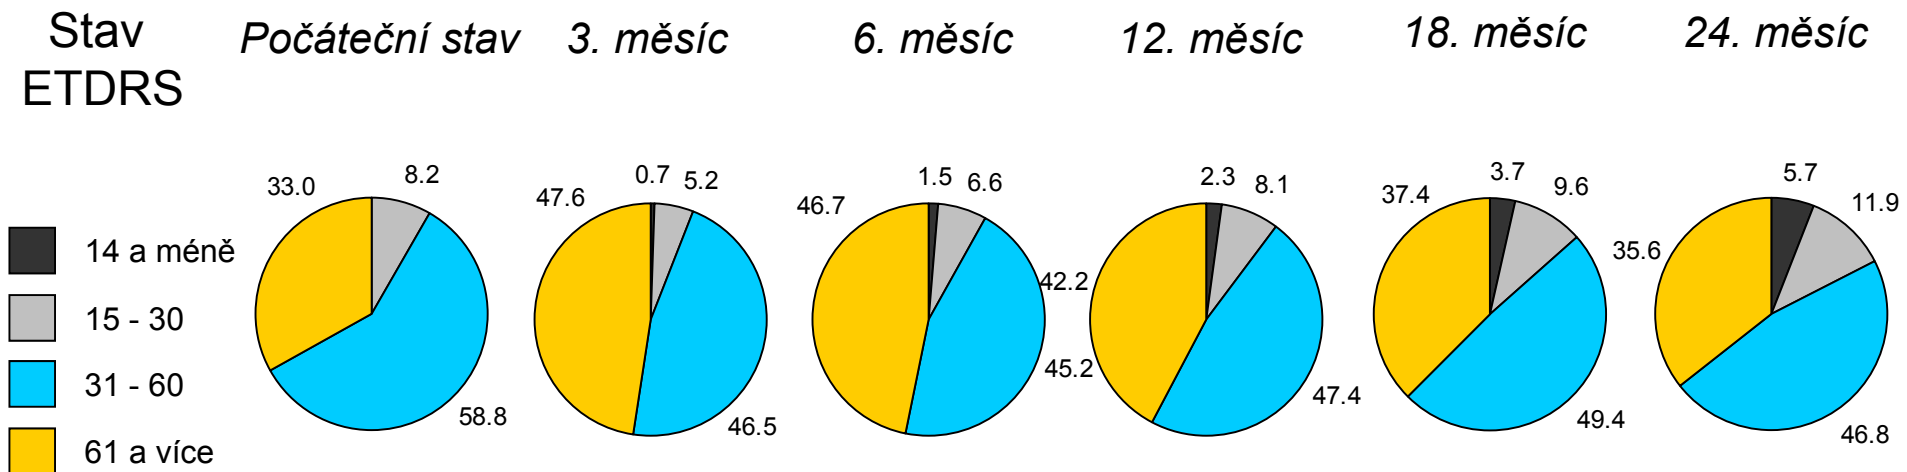 Stav
ETDRS
Počáteční stav
3. měsíc
6. měsíc
12. měsíc
18. měsíc
24. měsíc
14 a méně
15 - 30
31 - 60
61 a více
33.0
8.2
58.8
47.6
0.7
5.2
46.5
46.7
1.5
6.6
45.2
42.2
2.3
8.1
47.4
37.4
3.7
9.6
49.4
35.6
5.7
11.9
46.8